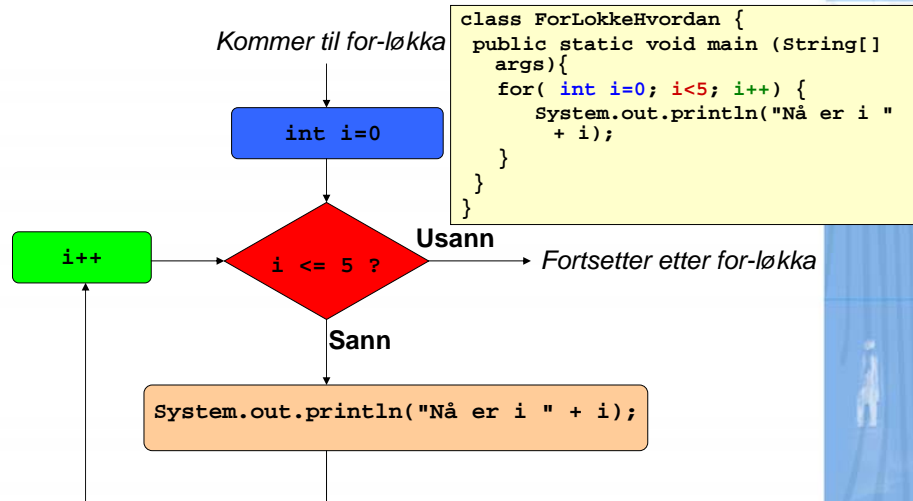 Kommer til for-løkka
class ForLokkeHvordan {
public static void main (String[]
args){
for( int i=0; i<5; i++) {
System.out.println("Nå er i "
+ i);
}
}
}
int i=0
i++
i <= 5 ?
Usann
Fortsetter etter for-løkka
Sann
System.out.println("Nå er i " + i);